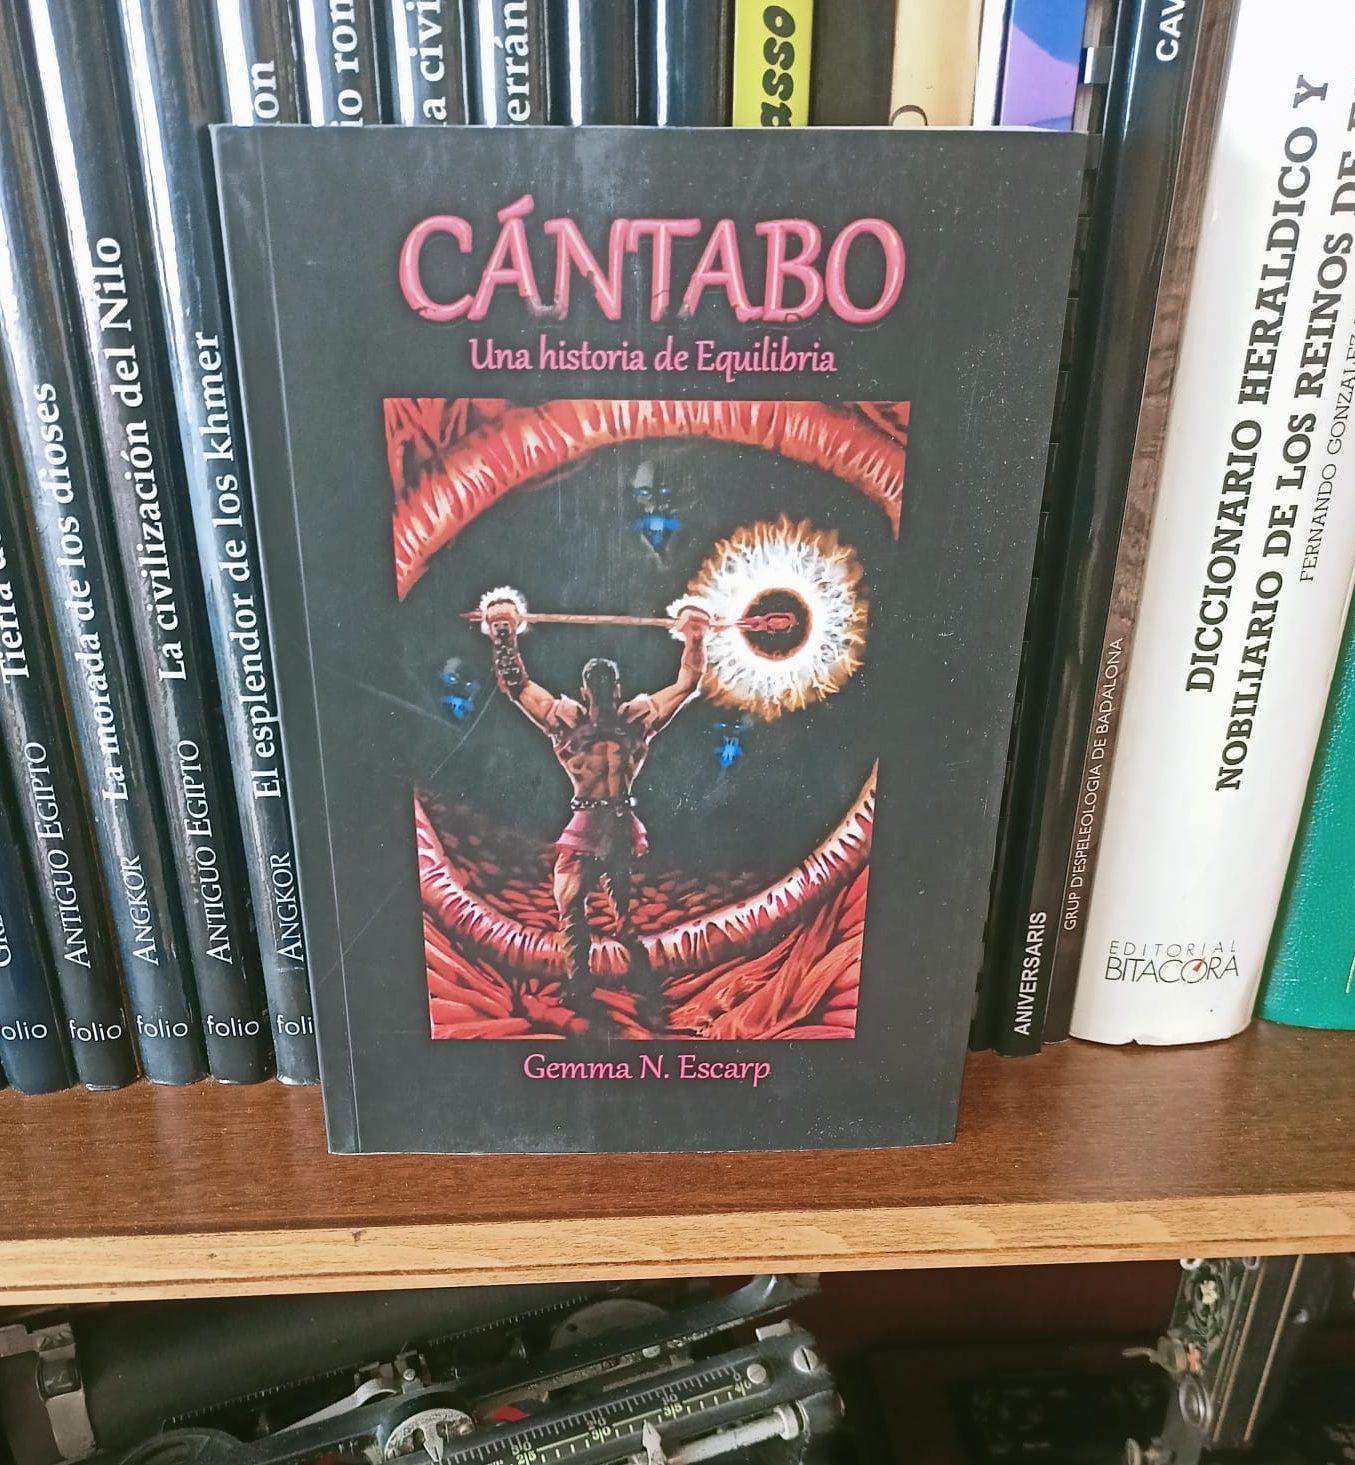 CÁNTABO
Una historia de Equilibria
Gemma N. Escarp
ANTIGUO EGIPTO La morada de los dioses
folio
ANGKOR La civilización del Nilo
folio
ANTIGUO EGIPTO
folio
ANGKOR El esplendor de los khmer
ANIVERSARIS
GRUP D'ESPELEOLOGIA DE BADALONA
DICCIONARIO HERALDICO Y
NOBILIARIO DE LOS REINOS DE
FERNANDO GONZALEZ
EDITORIAL
BITACORA